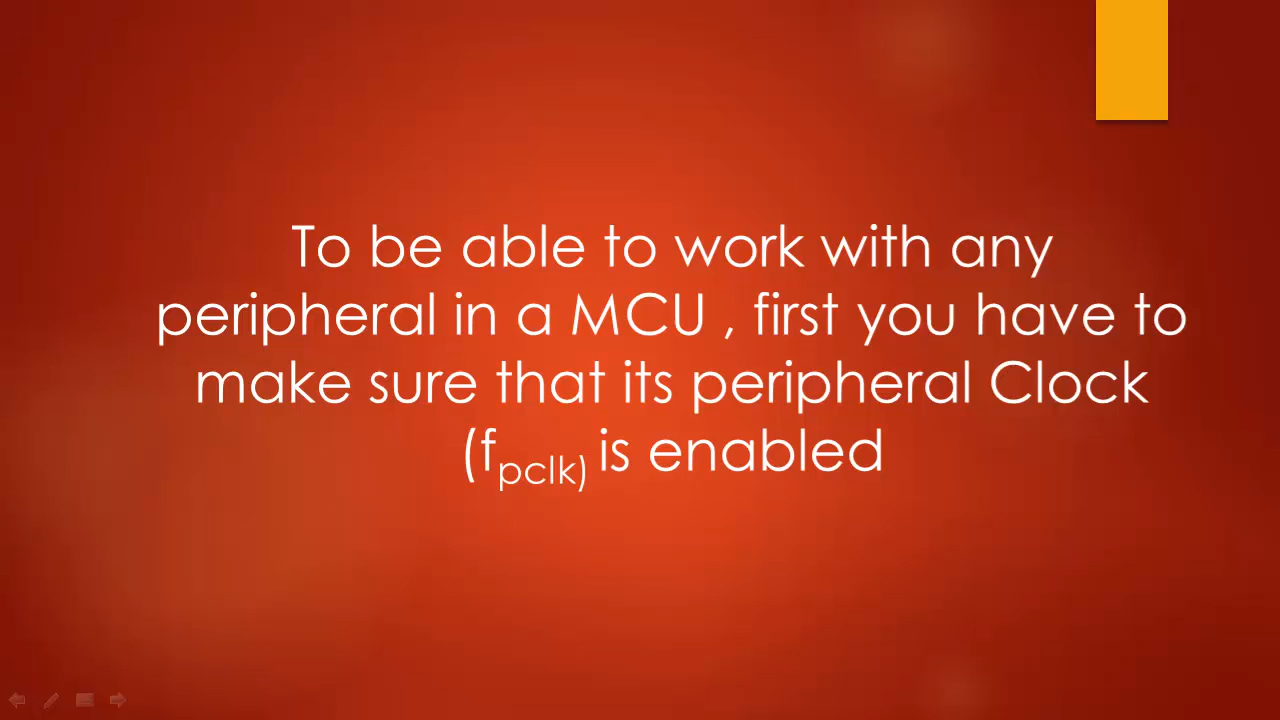 To be able to work with any
peripheral in a MCU , first you have to
make sure that its peripheral Clock
(fpclk) is enabled